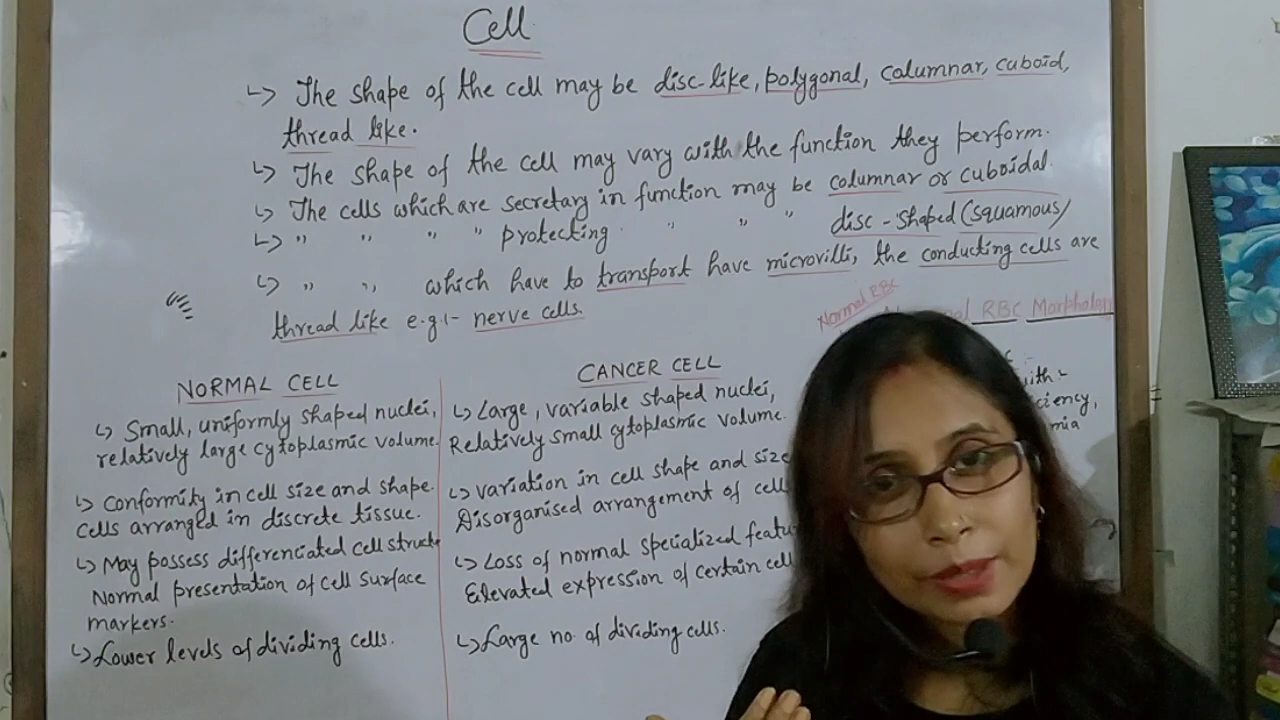 Cell
↳ The shape of the cell may be disc like, polygonal, columnar, cuboid,
thread like.
↳ The shape of the cell may vary with the function they perform.
↳ The cells which are secretary in function may be columnar or cuboidal.
↳ " " " " protecting " " " disc-shaped (squamous)
↳ " " which have to transport have microvilli, the conducting cells are
thread like e.g:- nerve cells.
Normal RBC
RBC Morphology
NORMAL CELL
↳ Small, uniformly shaped nuclei,
relatively large cytoplasmic volume.
↳ Conformity in cell size and shape.
cells arranged in discrete tissue.
↳ May possess differenciated cell
Normal presentation of cell surface
markers.
↳ Lower levels of dividing cells.
CANCER CELL
↳ Large, variable shaped nuclei,
Relatively small cytoplasmic volume.
↳ variation in cell shape and size
Disorganised arrangement of cell
↳ Loss of normal specialized featu
Elevated expression of certain cell
↳ Large no. of dividing cells.